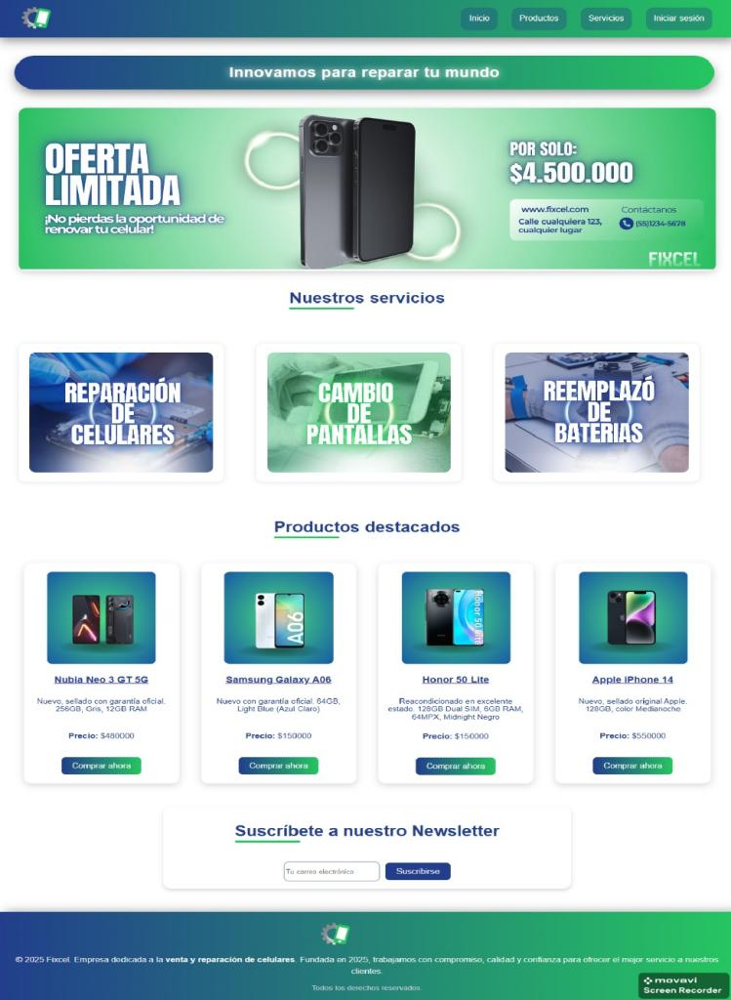 Inicio
Productos
Servicios
Iniciar sesión
Innovamos para reparar tu mundo
OFERTA
LIMITADA
¡No pierdas la oportunidad de
renovar tu celular!
POR SOLO:
$4.500.000
www.fixcel.com
Contáctanos
Calle cualquiera 123,
cualquier lugar
(55)1234-5678
FIXCEL
Nuestros servicios
REPARACIÓN
DE
CELULARES
CAMBIO
DE
PANTALLAS
REEMPLAZÓ
DE
BATERIAS
Productos destacados
A06
Honor 50 Lite
Nubia Neo 3 GT 5G
Nuevo, sellado con garantía oficial.
256GB, Gris, 12GB RAM
Precio: $480000
Comprar ahora
Samsung Galaxy A06
Nuevo con garantía oficial. 64GB,
Light Blue (Azul Claro)
Precio: $150000
Comprar ahora
Honor 50 Lite
Reacondicionado en excelente
estado. 128GB Dual SIM, 6GB RAM,
64MPX, Midnight Negro
Precio: $150000
Comprar ahora
Apple iPhone 14
Nuevo, sellado original Apple.
128GB, color Medianoche
Precio: $550000
Comprar ahora
Suscríbete a nuestro Newsletter
Tu correo electrónico
Suscribirse
© 2025 Fixcel. Empresa dedicada a la venta y reparación de celulares. Fundada en 2025, trabajamos con compromiso, calidad y confianza para ofrecer el mejor servicio a nuestros
clientes.
Todos los derechos reservados.
movavi
Screen Recorder